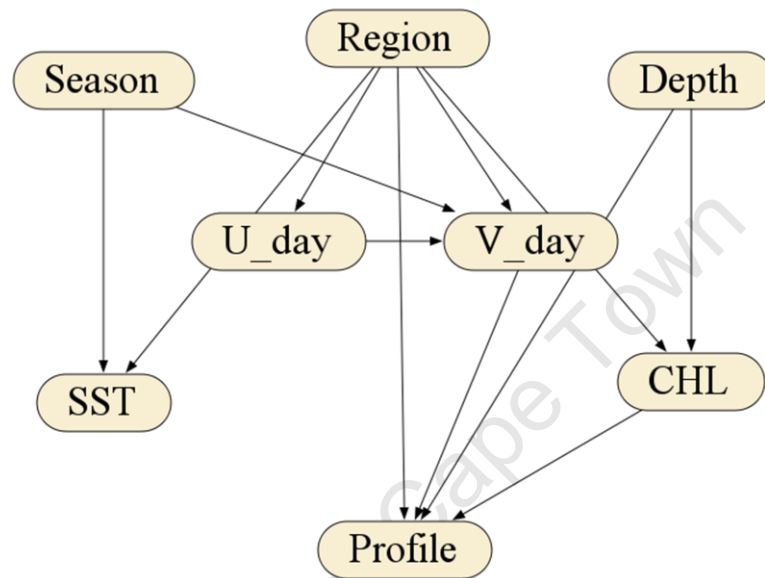 Region
Season
Depth
U_day
V_day
SST
CHL
Profile
Cape Town